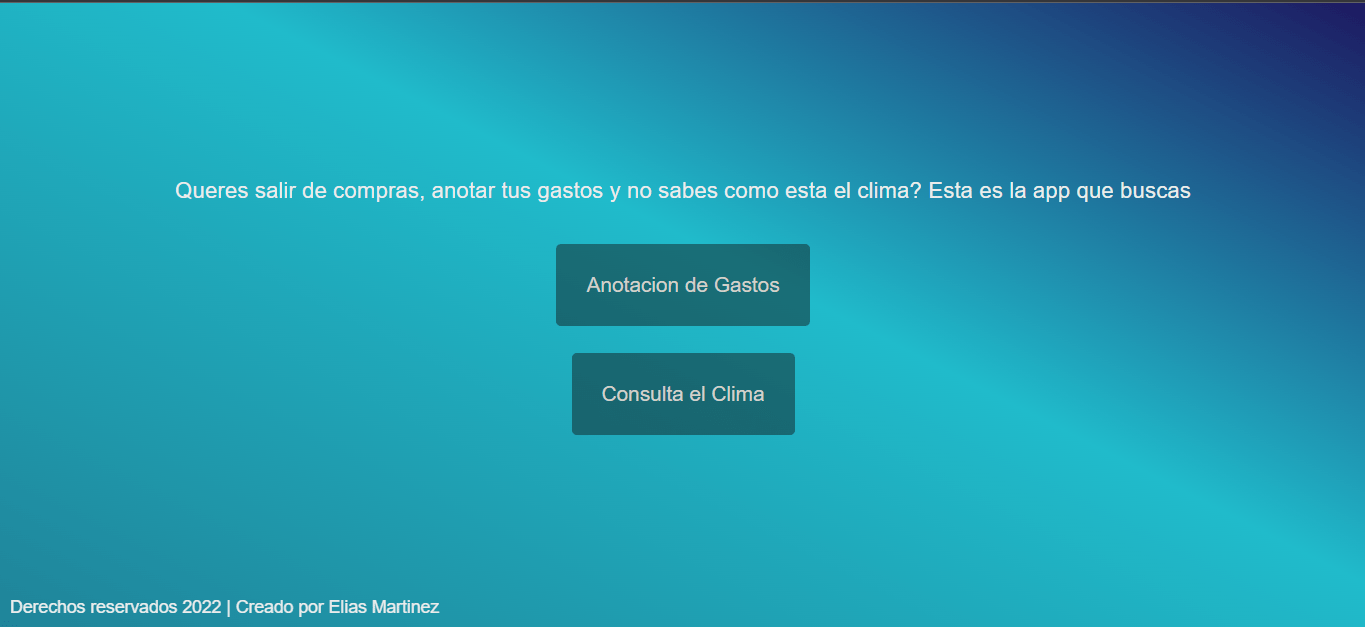 Queres salir de compras, anotar tus gastos y no sabes como esta el clima? Esta es la app que buscas
Anotacion de Gastos
Consulta el Clima
Derechos reservados 2022 | Creado por Elias Martinez